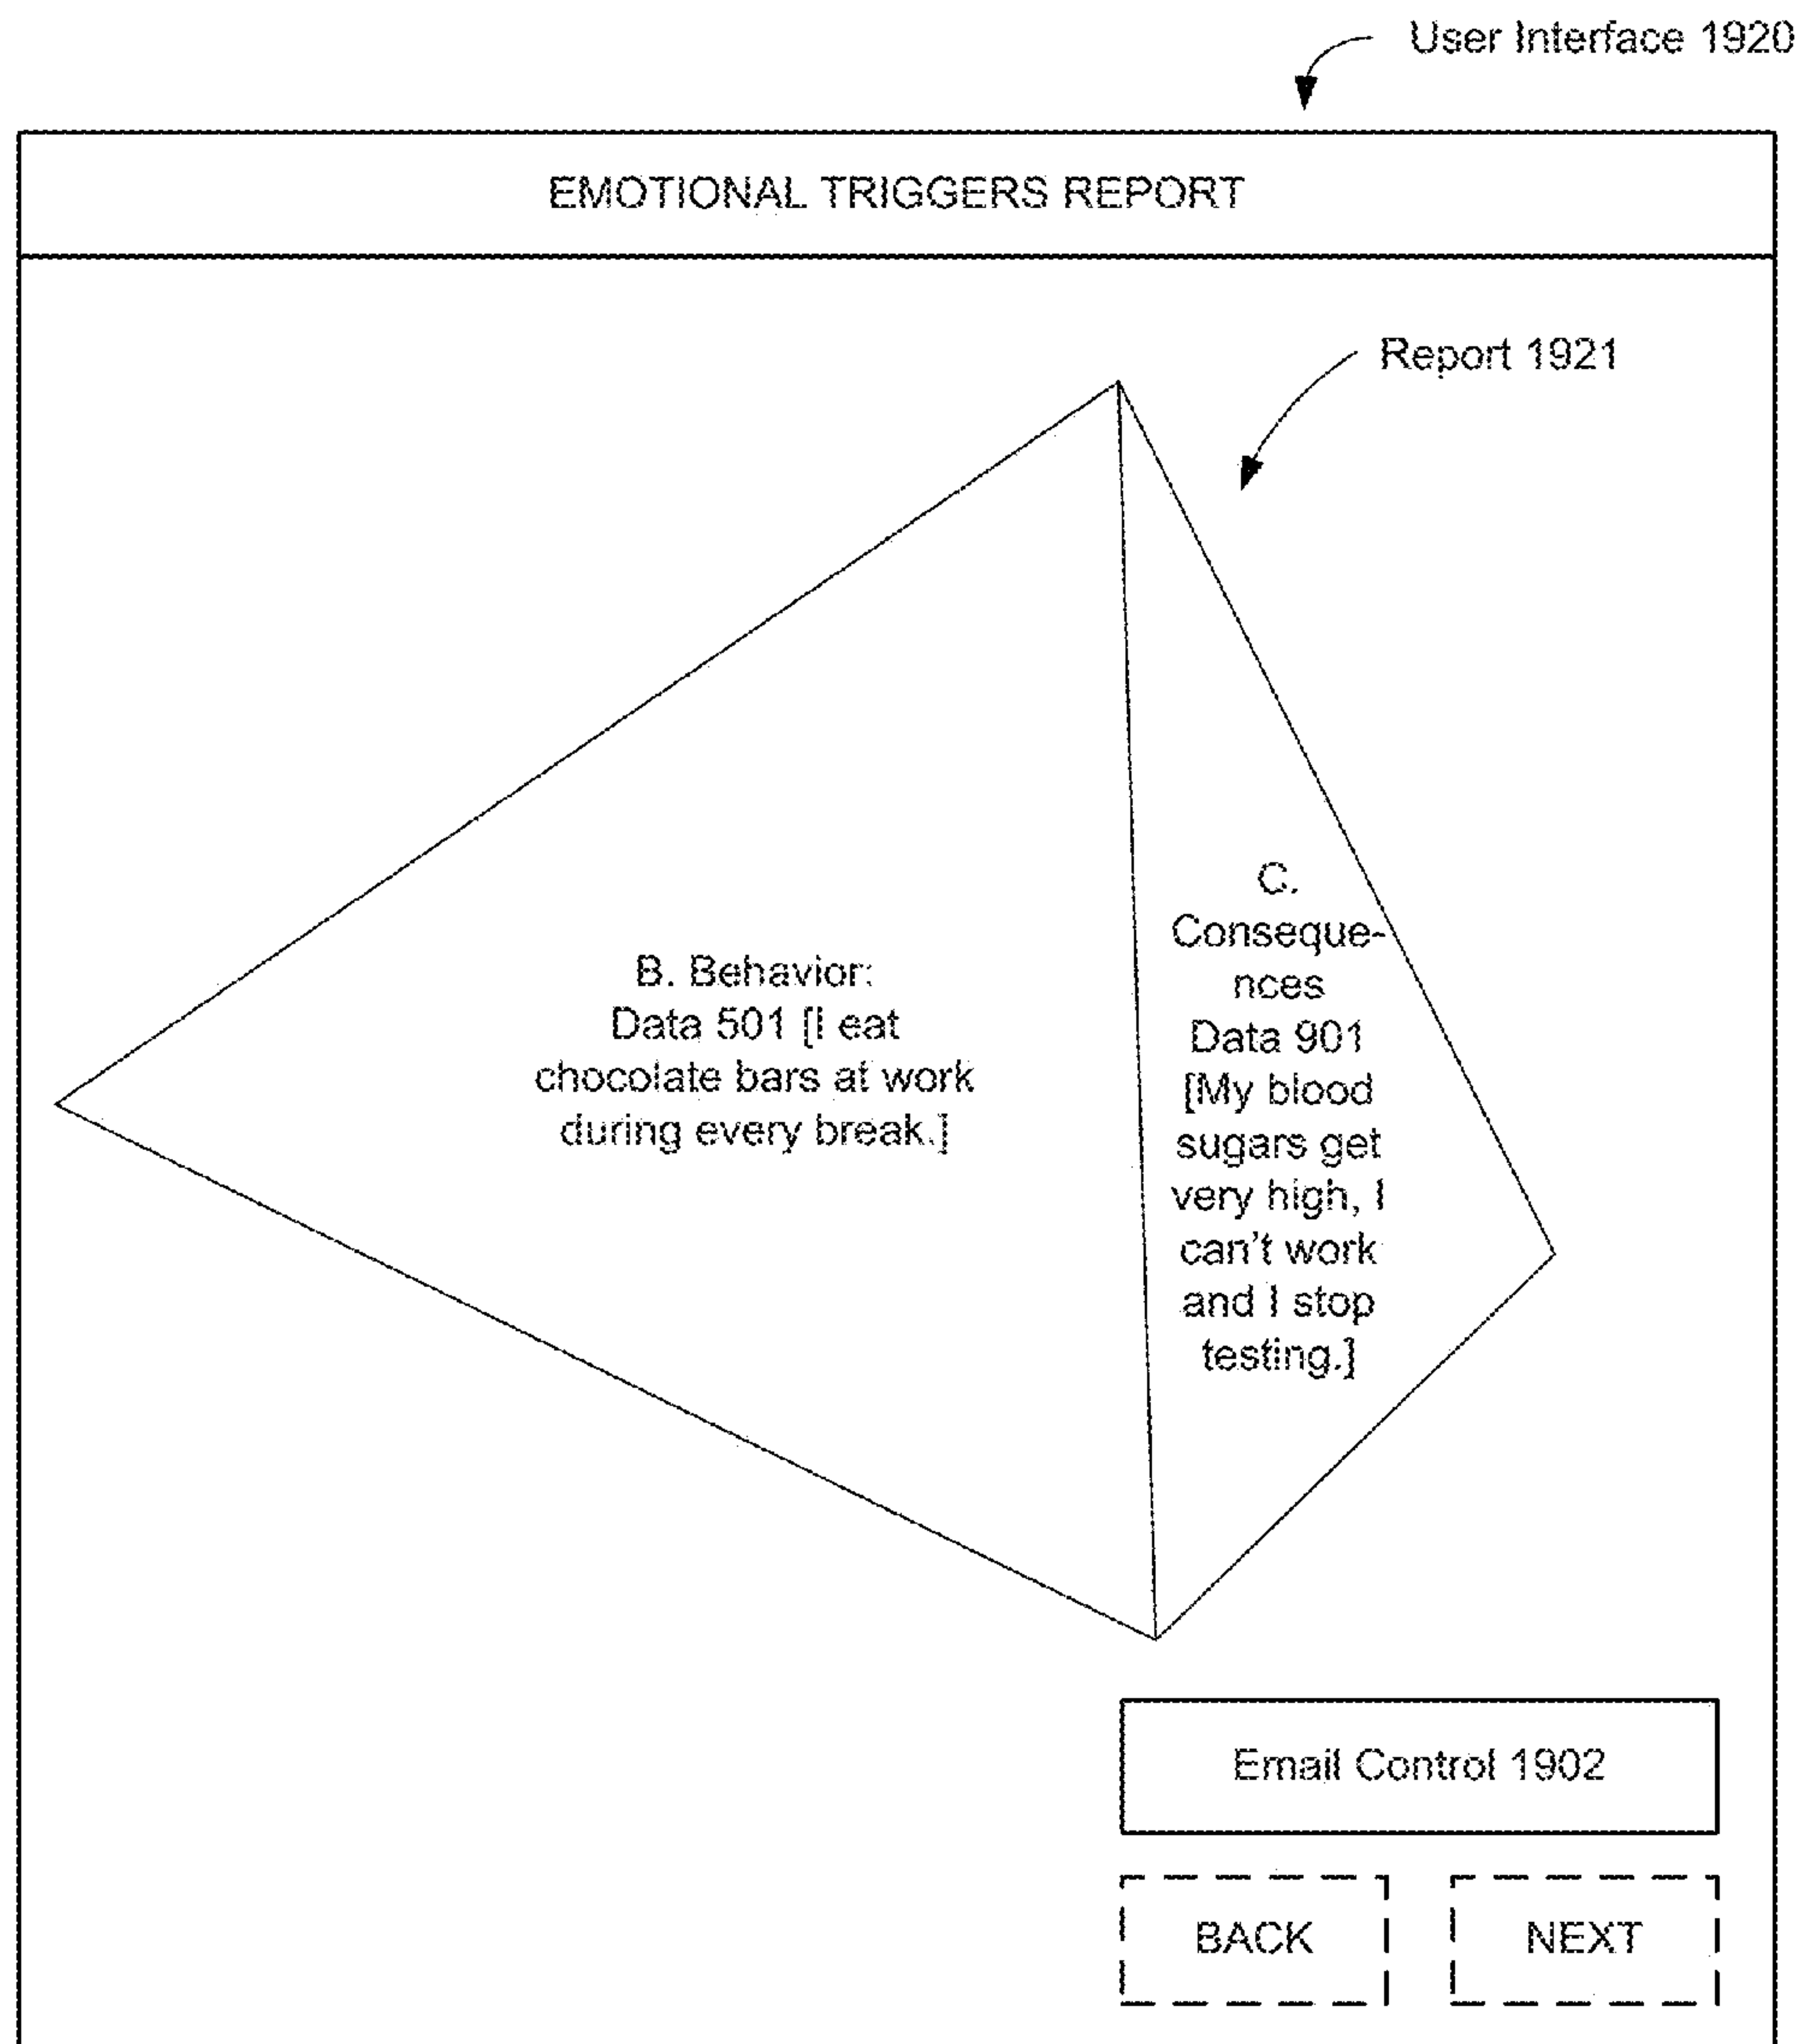 User Interface 1920
EMOTIONAL TRIGGERS REPORT
Report 1921
B. Behavior:
Data 501 [I eat
chocolate bars at work
during every break.]
C.
Conseque-
nces
Data 901
[My blood
sugars get
very high, I
can't work
and I stop
testing.]
Email Control 1902
BACK
NEXT